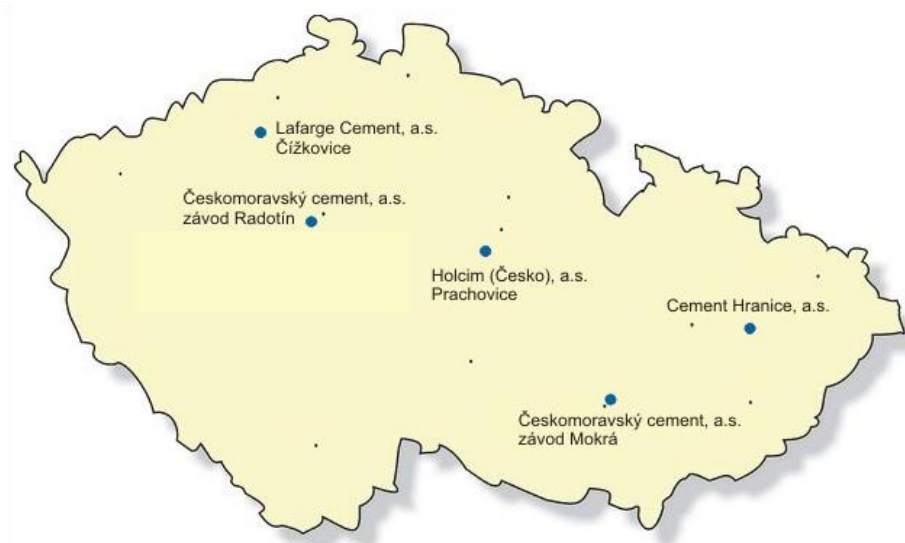 Lafarge Cement, a.s.
Čížkovice
Českomoravský cement, a.s.
závod Radotín
Holcim (Česko), a.s.
Prachovice
Cement Hranice, a.s.
Českomoravský cement, a.s.
závod Mokrá